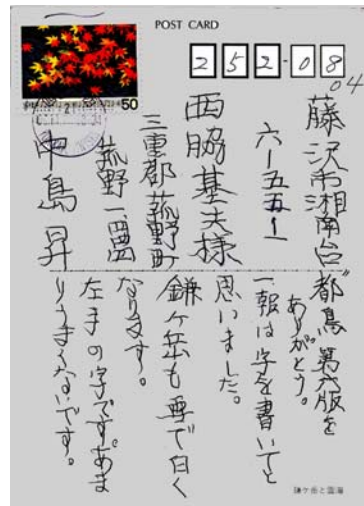 POST CARD
50
252-08
04
藤沢市湘南台
六ー五五ー一
西脇基夫様
三重郡菰野町
菰野一四四
中島昇
"都鳥"第六版を
ありがとう。
一報は字を書いてと
思いました。
鎌ヶ岳も雪で白く
なります。
左手の字です。あま
りうまくないです。
鎌ヶ岳と雲海